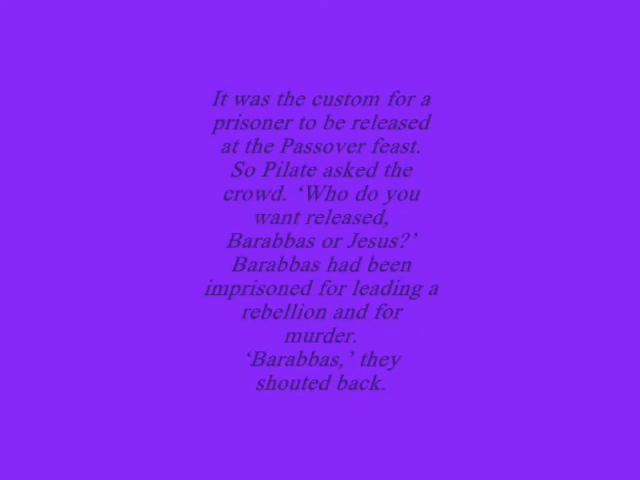 It was the custom for a
prisoner to be released
at the Passover feast.
So Pilate asked the
crowd. ‘Who do you
want released,
Barabbas or Jesus?’
Barabbas had been
imprisoned for leading a
rebellion and for
murder.
‘Barabbas,’ they
shouted back.